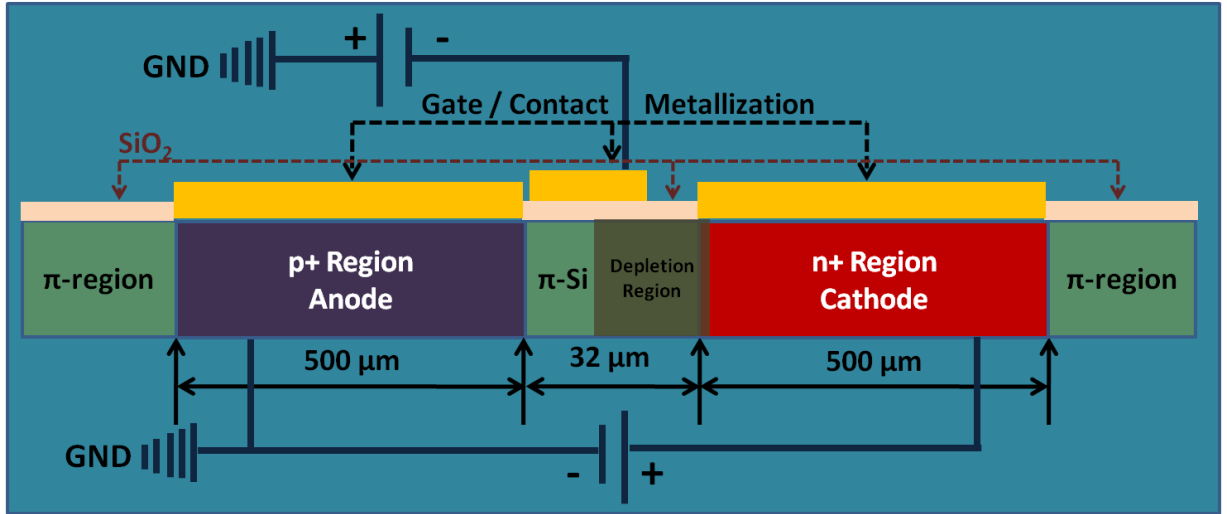 + -
GND
Gate / Contact Metallization
SiO₂
π-region
p+ Region
Anode
π-Si
Depletion
Region
n+ Region
Cathode
π-region
500 μm
32 μm
500 μm
GND
- +